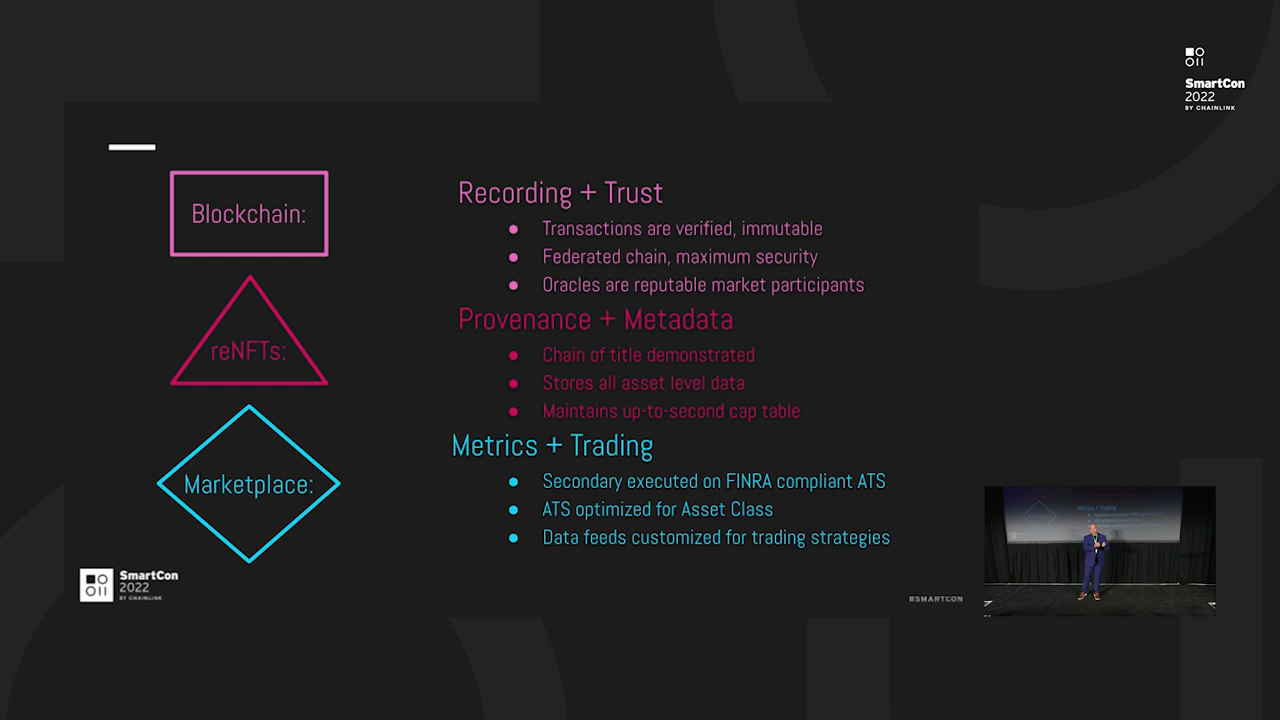 SmartCon
2022
BY CHAINLINK
Blockchain:
Recording + Trust
● Transactions are verified, immutable
● Federated chain, maximum security
● Oracles are reputable market participants
reNFTs:
Provenance + Metadata
● Chain of title demonstrated
● Stores all asset level data
● Maintains up-to-second cap table
Marketplace:
Metrics + Trading
● Secondary executed on FINRA compliant ATS
● ATS optimized for Asset Class
● Data feeds customized for trading strategies
SmartCon
2022
BY CHAINLINK
#SMARTCON
Metrics + Trading